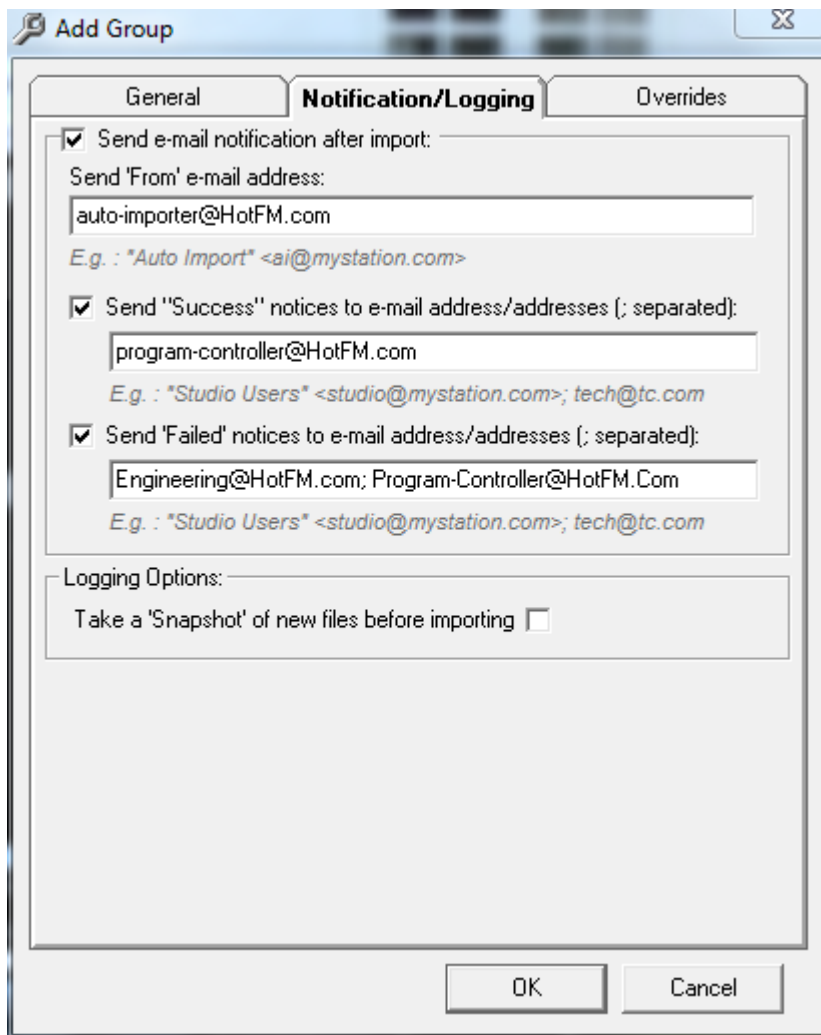 Add Group
General Notification/Logging Overrides
Send e-mail notification after import:
Send 'From' e-mail address:
auto-importer@HotFM.com
E.g. : "Auto Import" <ai@mystation.com>
Send "Success" notices to e-mail address/addresses (; separated):
program-controller@HotFM.com
E.g. : "Studio Users" <studio@mystation.com>; tech@tc.com
Send 'Failed' notices to e-mail address/addresses (; separated):
Engineering@HotFM.com; Program-Controller@HotFM.Com
E.g. : "Studio Users" <studio@mystation.com>; tech@tc.com
Logging Options:
Take a 'Snapshot' of new files before importing
OK Cancel